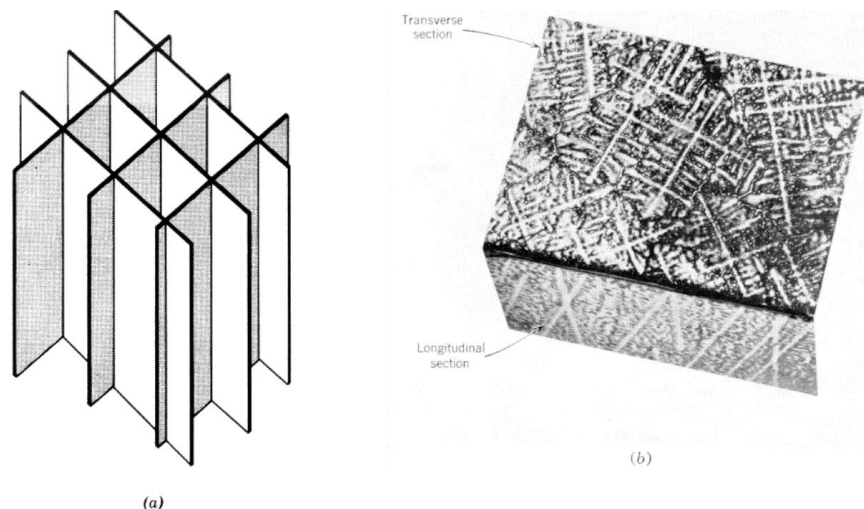 Transverse
section
Longitudinal
section
(b)
(a)